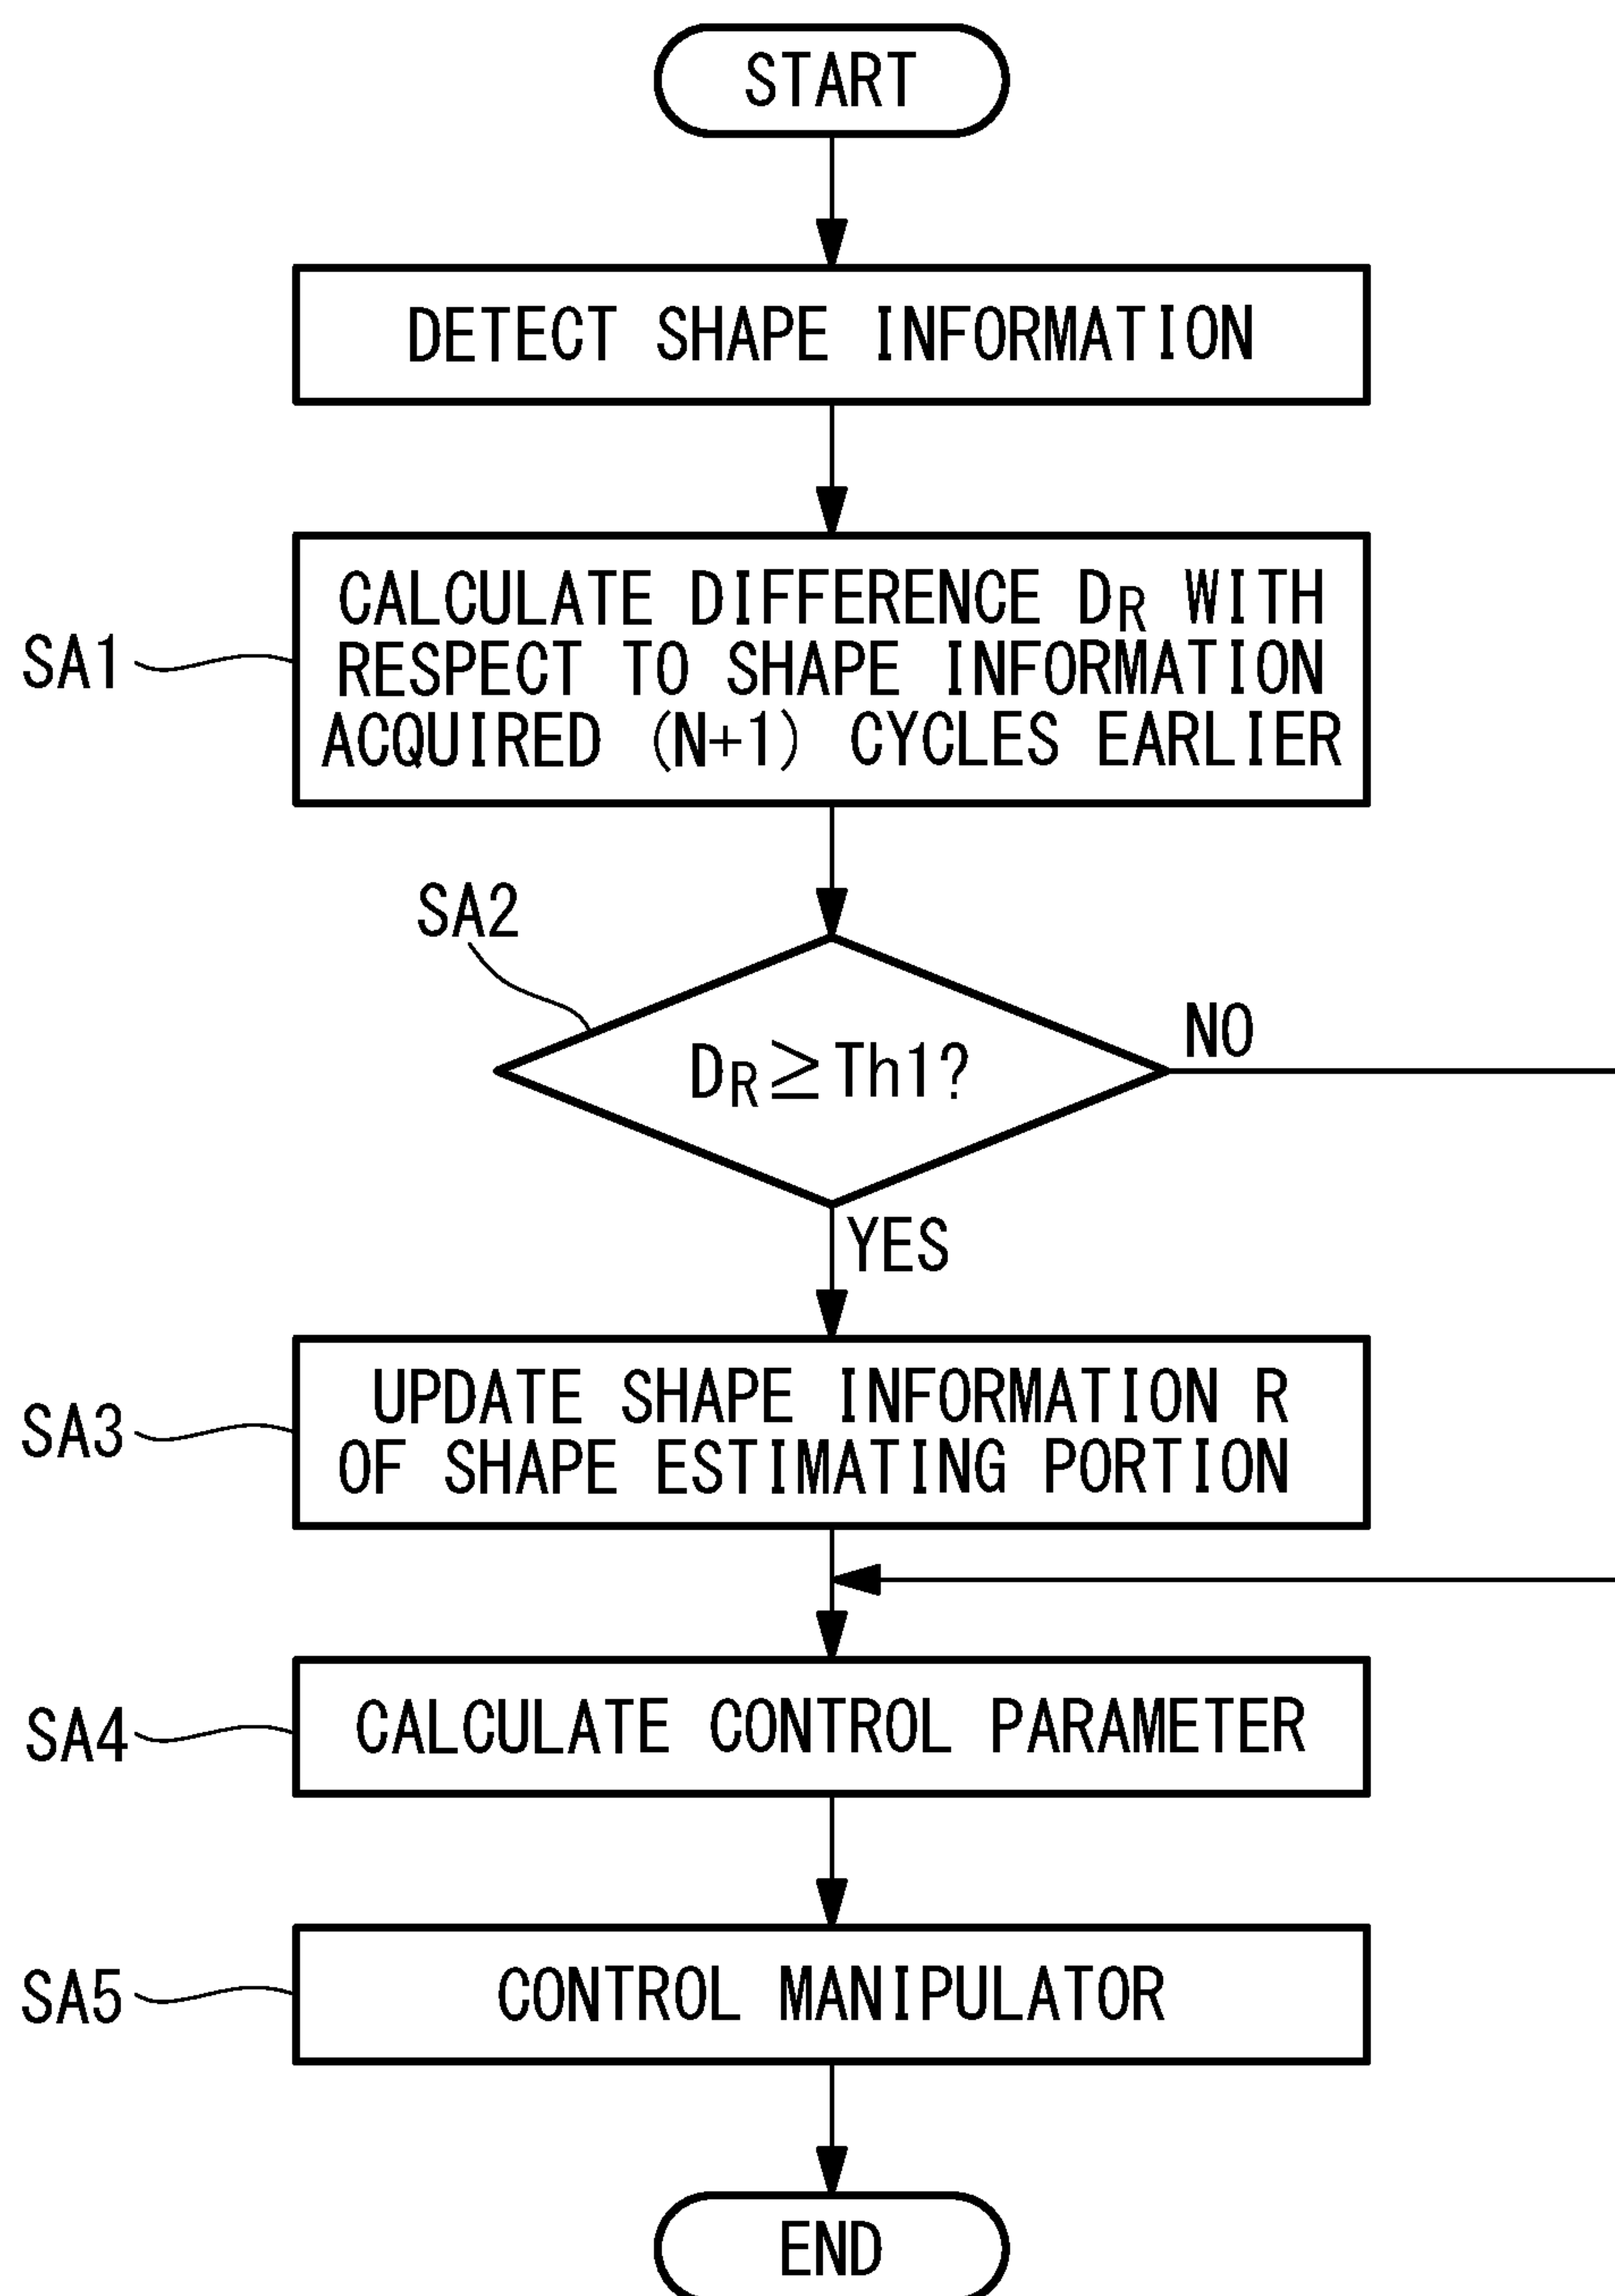 START
DETECT SHAPE INFORMATION
SA1
CALCULATE DIFFERENCE DR WITH
RESPECT TO SHAPE INFORMATION
ACQUIRED (N+1) CYCLES EARLIER
SA2
DR≧Th1?
NO
YES
SA3
UPDATE SHAPE INFORMATION R
OF SHAPE ESTIMATING PORTION
SA4
CALCULATE CONTROL PARAMETER
SA5
CONTROL MANIPULATOR
END